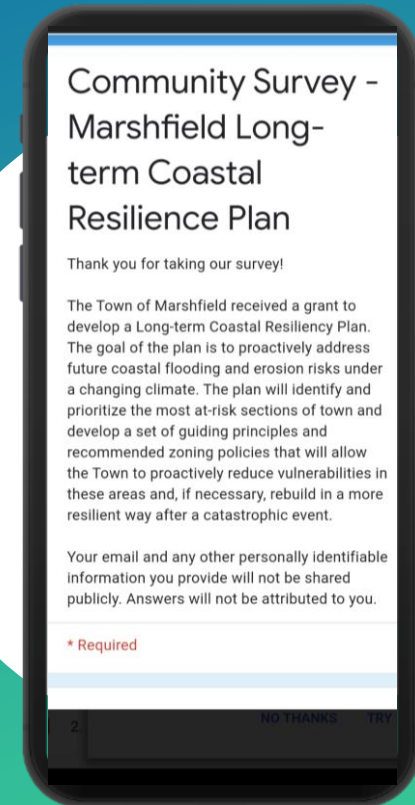 Community Survey -
Marshfield Long-
term Coastal
Resilience Plan
Thank you for taking our survey!
The Town of Marshfield received a grant to
develop a Long-term Coastal Resiliency Plan.
The goal of the plan is to proactively address
future coastal flooding and erosion risks under
a changing climate. The plan will identify and
prioritize the most at-risk sections of town and
develop a set of guiding principles and
recommended zoning policies that will allow
the Town to proactively reduce vulnerabilities in
these areas and, if necessary, rebuild in a more
resilient way after a catastrophic event.
Your email and any other personally identifiable
information you provide will not be shared
publicly. Answers will not be attributed to you.
* Required
2. NO THANKS TRY